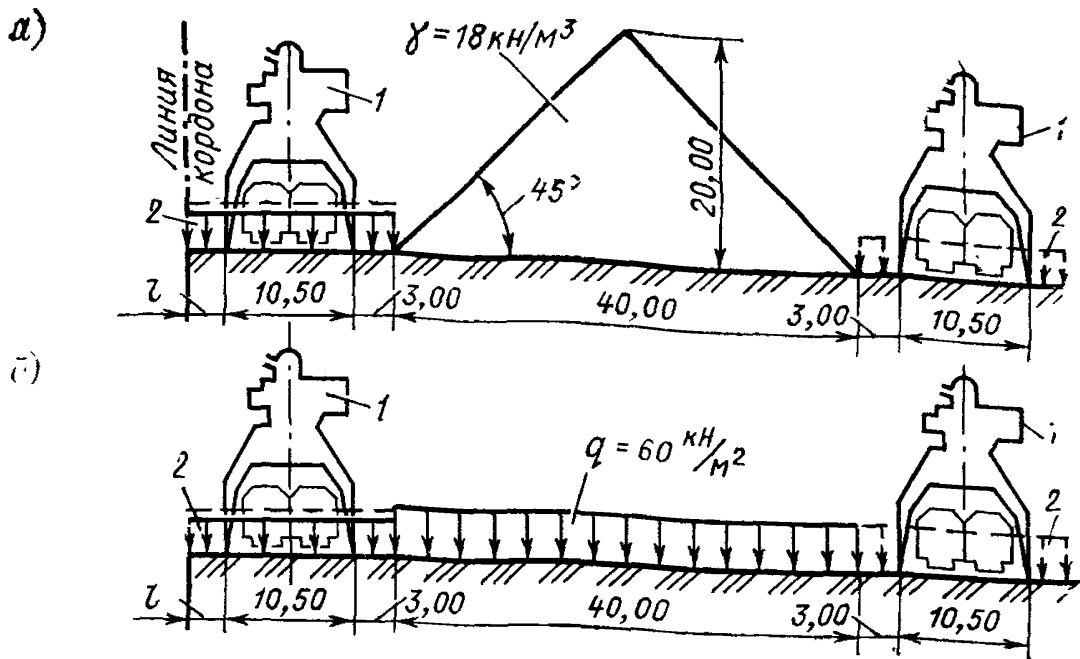 а)
Линия кордона
γ = 18 кн/м³
1
2
45°
20,00
1
2
l
10,50
3,00
40,00
3,00
10,50
б)
1
2
q = 60 кН/м²
1
2
l
10,50
3,00
40,00
3,00
10,50